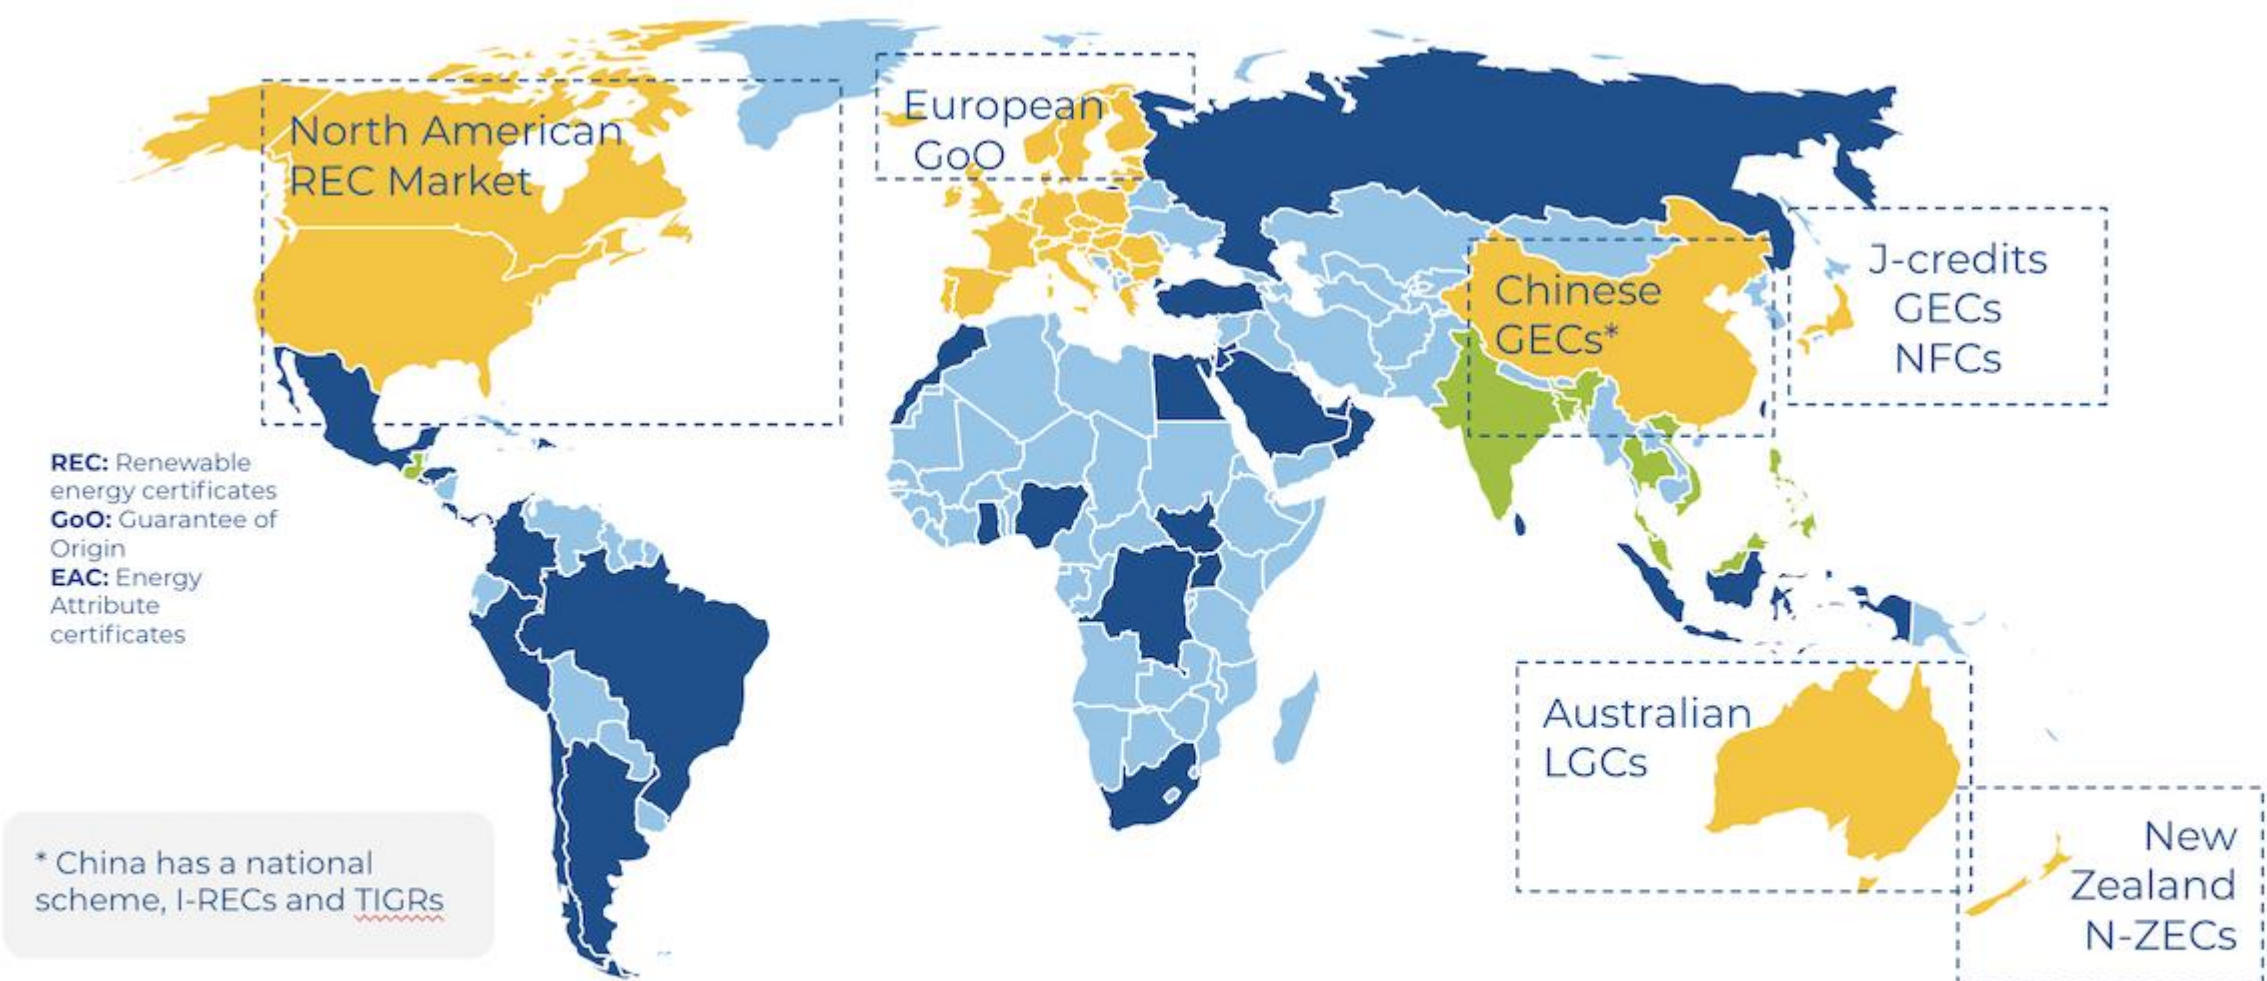 North American
REC Market
European
GoO
Chinese
GECs*
J-credits
GECs
NFCs
REC: Renewable
energy certificates
GoO: Guarantee of
Origin
EAC: Energy
Attribute
certificates
Australian
LGCs
New
Zealand
N-ZECs
* China has a national
scheme, I-RECs and TIGRs